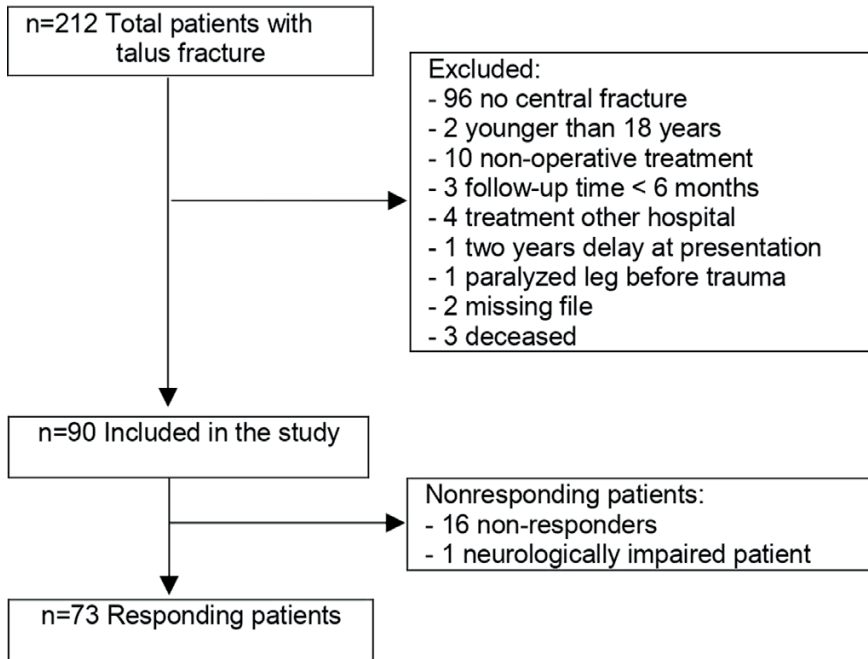 n=212 Total patients with
talus fracture
Excluded:
- 96 no central fracture
- 2 younger than 18 years
- 10 non-operative treatment
- 3 follow-up time < 6 months
- 4 treatment other hospital
- 1 two years delay at presentation
- 1 paralyzed leg before trauma
- 2 missing file
- 3 deceased
n=90 Included in the study
Nonresponding patients:
- 16 non-responders
- 1 neurologically impaired patient
n=73 Responding patients